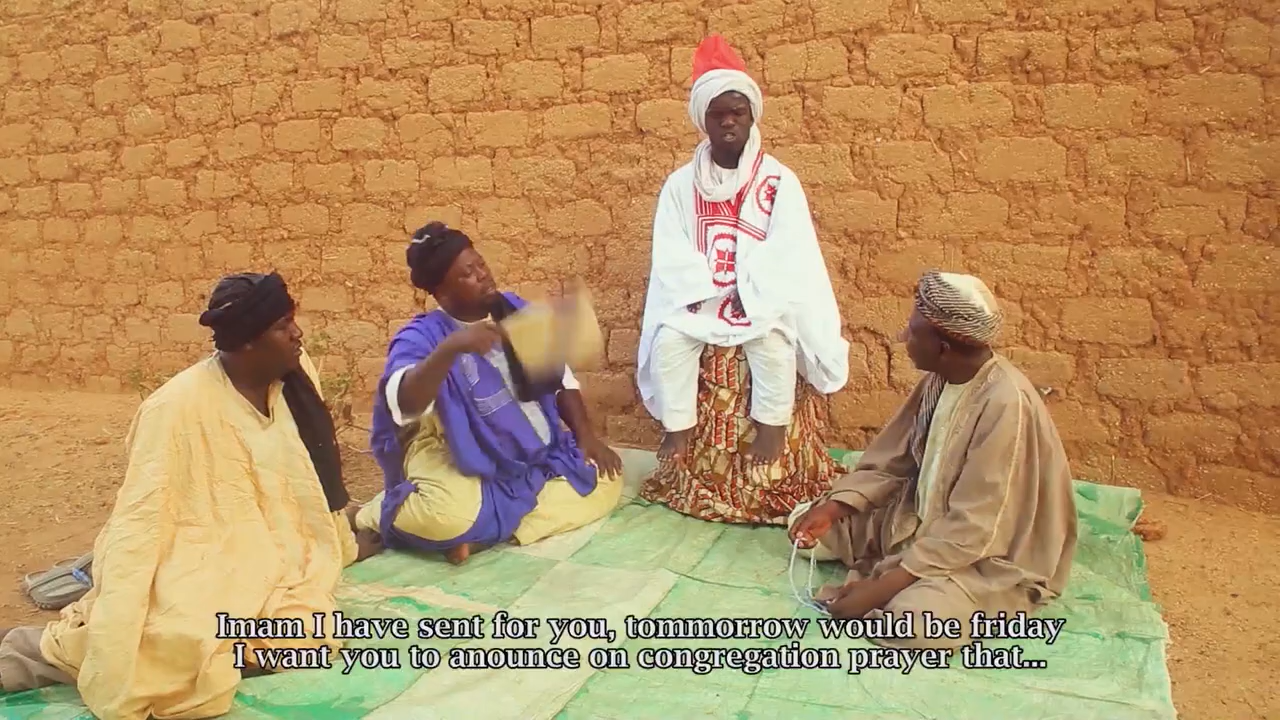 Imam I have sent for you, tommorrow would be friday
I want you to anounce on congregation prayer that...